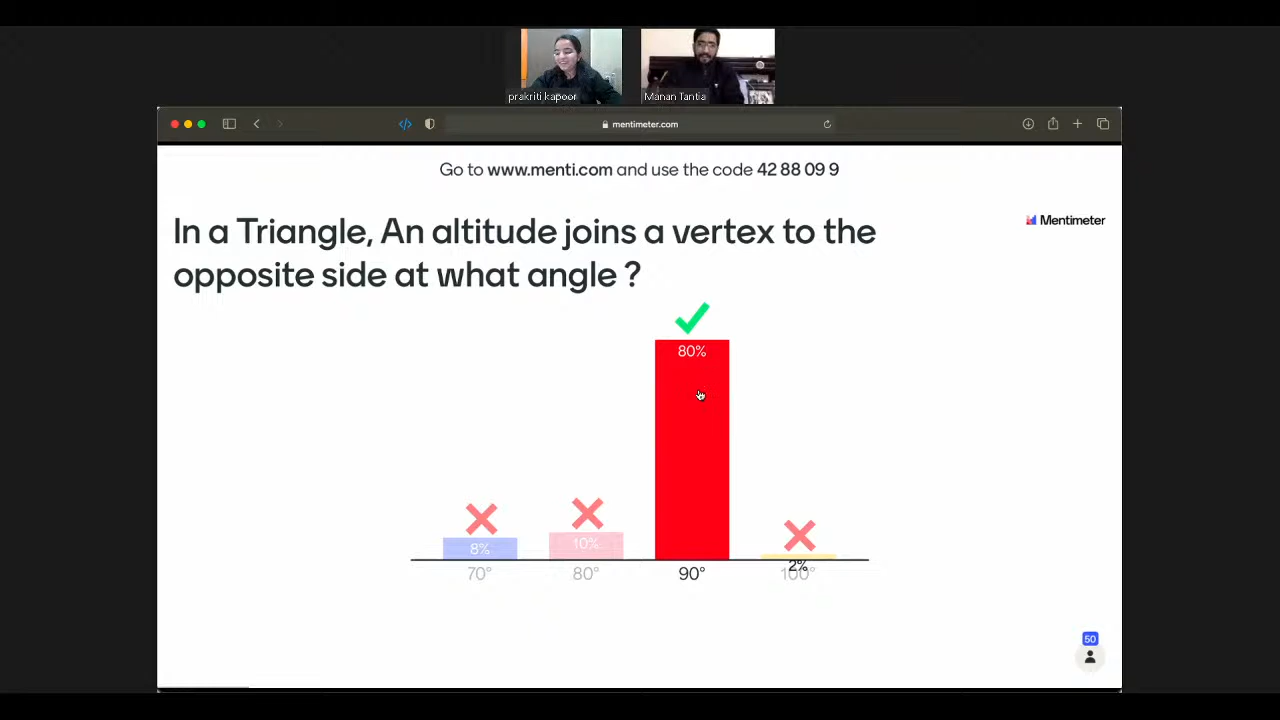 prakriti kapoor
Manan Tantia
mentimeter.com
Go to www.menti.com and use the code 42 88 09 9
Mentimeter
In a Triangle, An altitude joins a vertex to the
opposite side at what angle ?
80%
8%
10%
2%
70°
80°
90°
100°
50